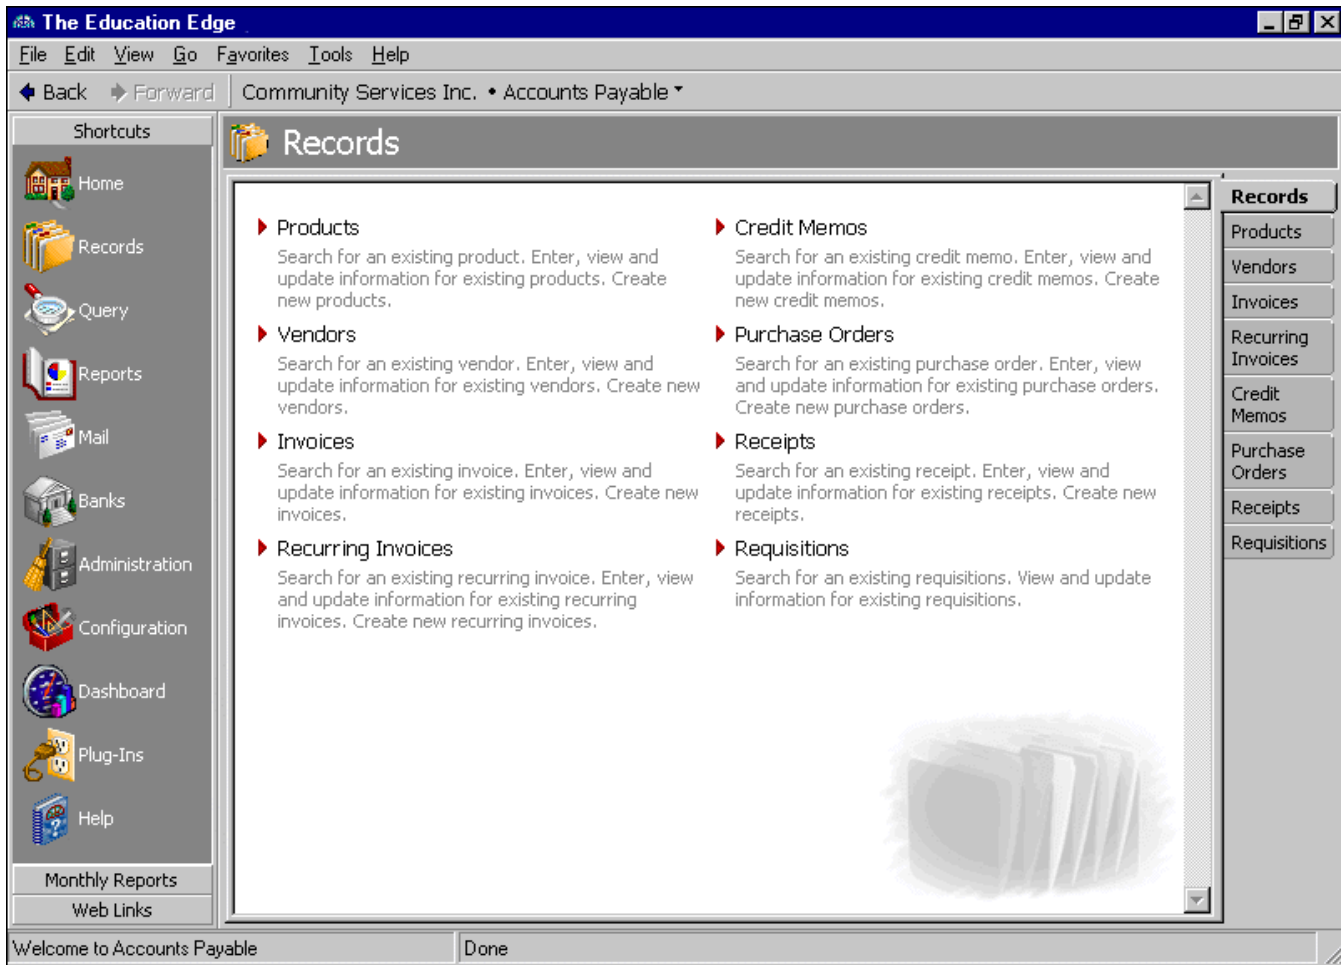 The Education Edge
File Edit View Go Favorites Tools Help
Back Forward Community Services Inc. • Accounts Payable
Shortcuts
Home
Records
Query
Reports
Mail
Banks
Administration
Configuration
Dashboard
Plug-Ins
Help
Monthly Reports
Web Links
Records
Products
Search for an existing product. Enter, view and
update information for existing products. Create
new products.
Vendors
Search for an existing vendor. Enter, view and
update information for existing vendors. Create new
vendors.
Invoices
Search for an existing invoice. Enter, view and
update information for existing invoices. Create new
invoices.
Recurring Invoices
Search for an existing recurring invoice. Enter, view
and update information for existing recurring
invoices. Create new recurring invoices.
Credit Memos
Search for an existing credit memo. Enter, view and
update information for existing credit memos. Create
new credit memos.
Purchase Orders
Search for an existing purchase order. Enter, view
and update information for existing purchase orders.
Create new purchase orders.
Receipts
Search for an existing receipt. Enter, view and
update information for existing receipts. Create new
receipts.
Requisitions
Search for an existing requisitions. View and update
information for existing requisitions.
Records
Products
Vendors
Invoices
Recurring
Invoices
Credit
Memos
Purchase
Orders
Receipts
Requisitions
Welcome to Accounts Payable
Done